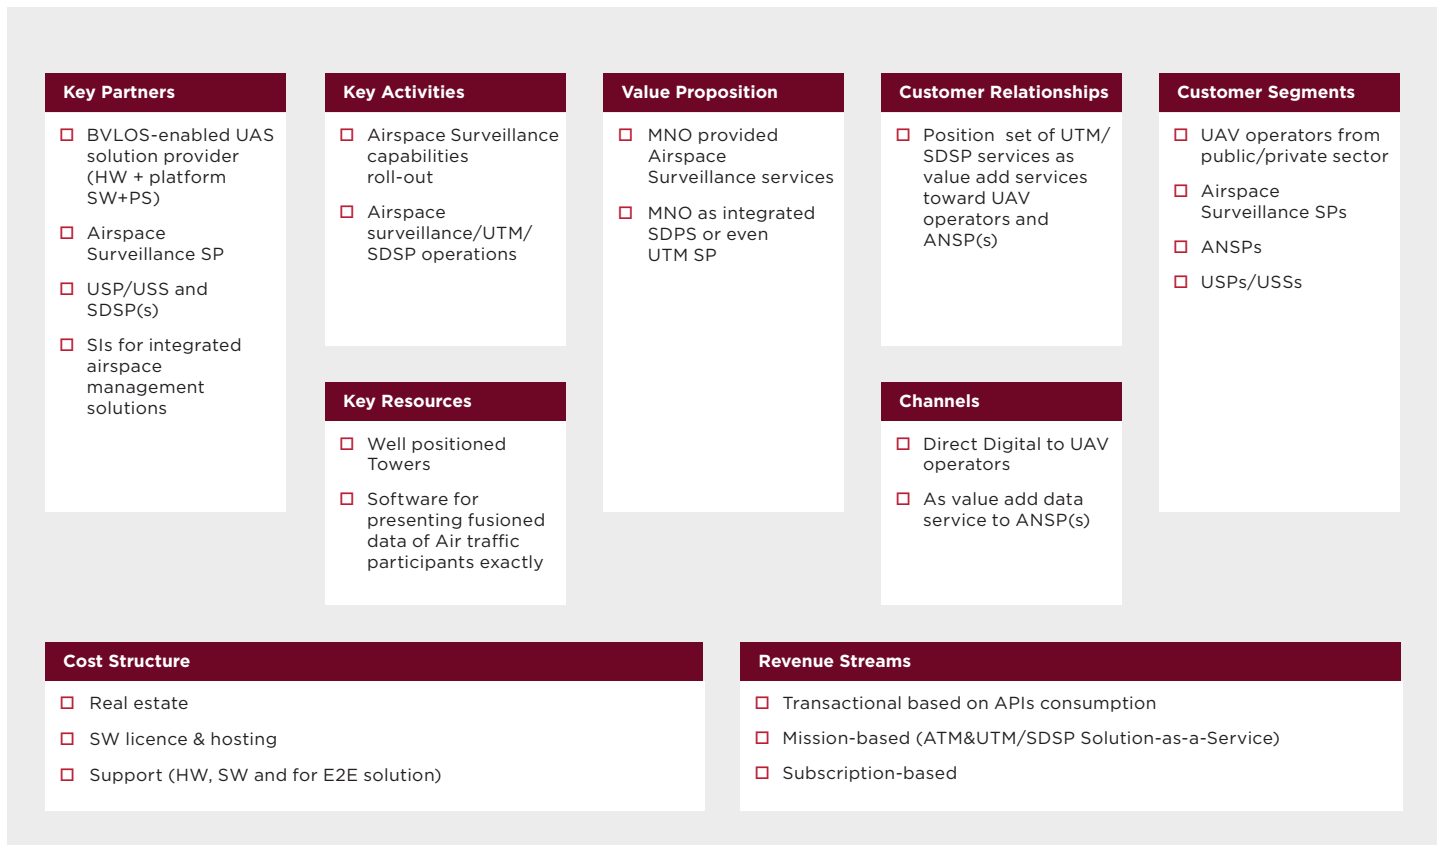 Key Partners
BVLOS-enabled UAS
solution provider
(HW + platform
SW+PS)
Airspace
Surveillance SP
USP/USS and
SDSP(s)
SIs for integrated
airspace
management
solutions
Key Activities
Airspace Surveillance
capabilities
roll-out
Airspace
surveillance/UTM/
SDSP operations
Key Resources
Well positioned
Towers
Software for
presenting fusioned
data of Air traffic
participants exactly
Value Proposition
MNO provided
Airspace
Surveillance services
MNO as integrated
SDPS or even
UTM SP
Customer Relationships
Position set of UTM/
SDSP services as
value add services
toward UAV
operators and
ANSP(s)
Channels
Direct Digital to UAV
operators
As value add data
service to ANSP(s)
Customer Segments
UAV operators from
public/private sector
Airspace
Surveillance SPs
ANSPs
USPs/USSs
Cost Structure
Real estate
SW licence & hosting
Support (HW, SW and for E2E solution)
Revenue Streams
Transactional based on APIs consumption
Mission-based (ATM&UTM/SDSP Solution-as-a-Service)
Subscription-based